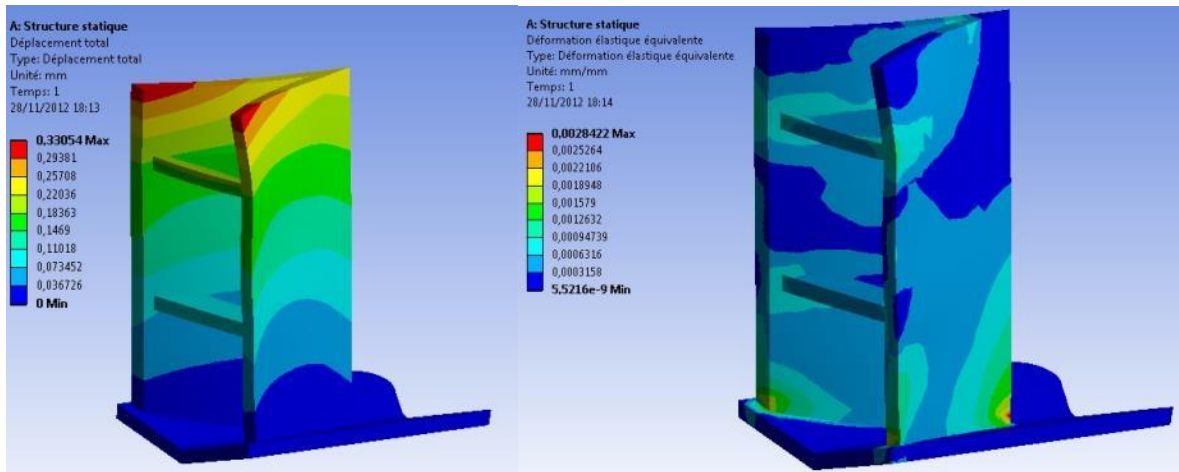 A: Structure statique
Déplacement total
Type: Déplacement total
Unité: mm
Temps: 1
28/11/2012 18:13
0,33054 Max
0,29381
0,25708
0,22036
0,18363
0,1469
0,11018
0,073452
0,036726
0 Min
A: Structure statique
Déformation élastique équivalente
Type: Déformation élastique équivalente
Unité: mm/mm
Temps: 1
28/11/2012 18:14
0,0028422 Max
0,0025264
0,0022106
0,0018948
0,001579
0,0012632
0,00094739
0,0006316
0,0003158
5,5216e-9 Min